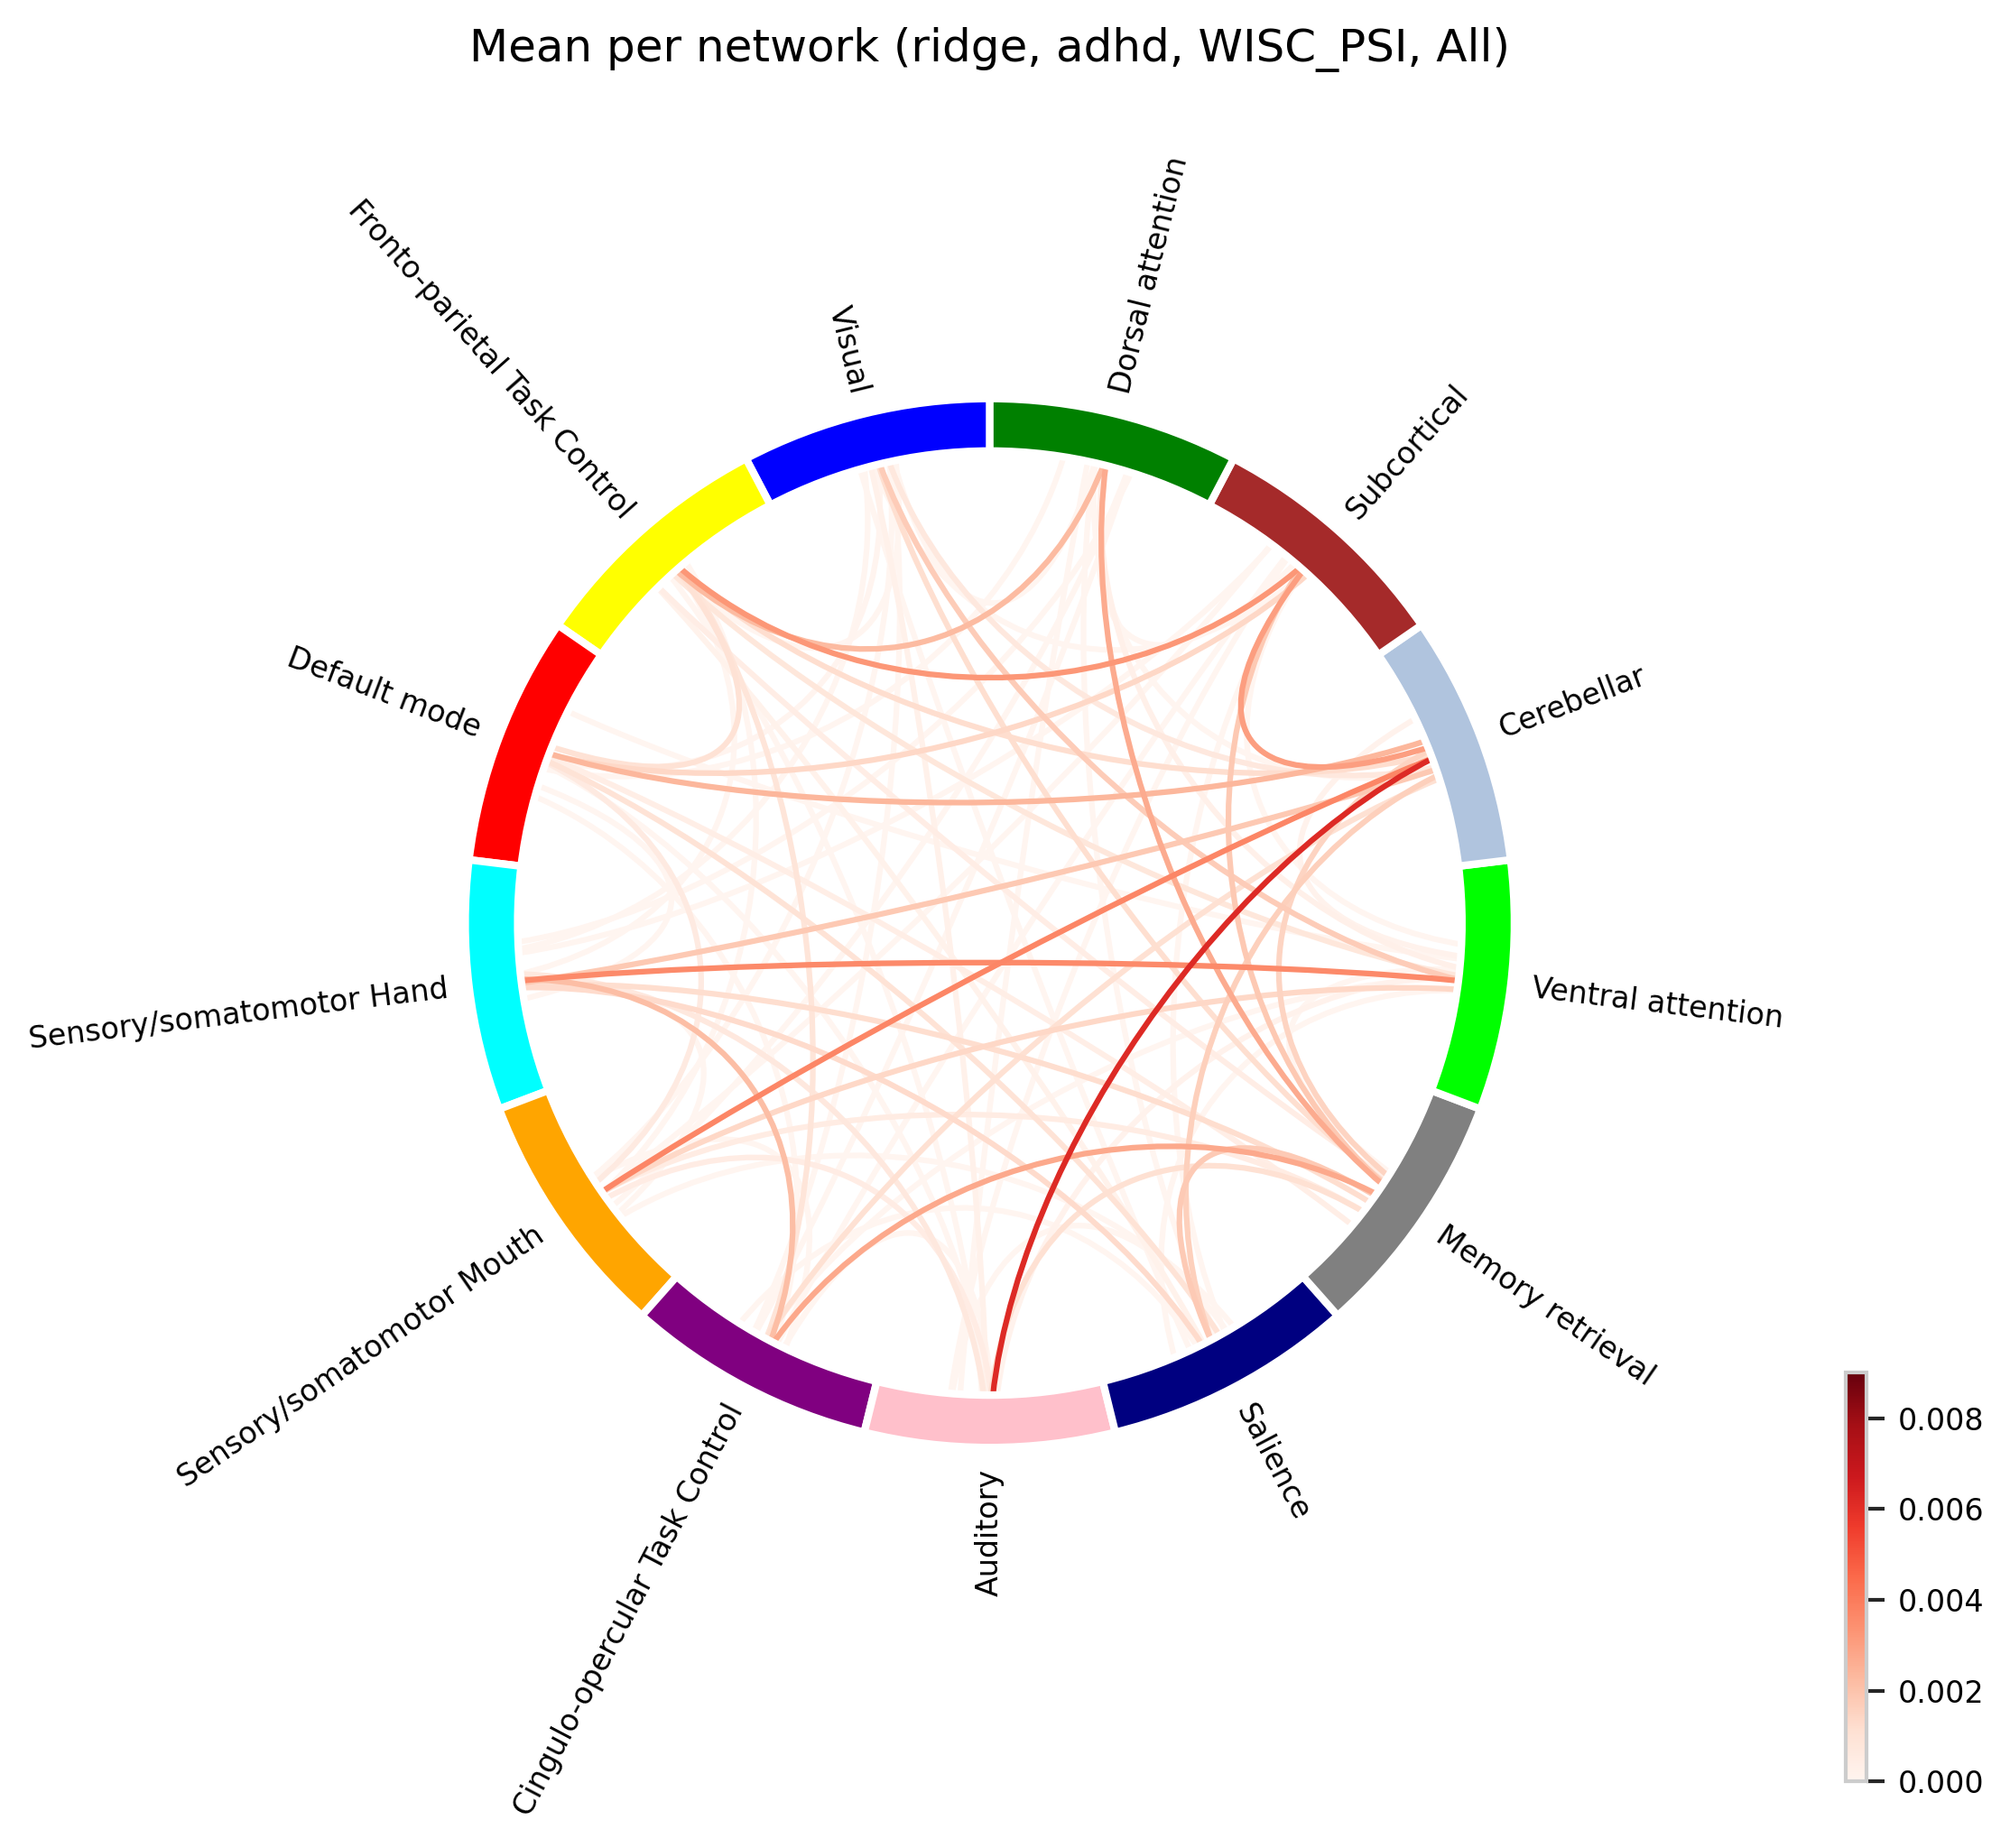 Mean per network (ridge, adhd, WISC_PSI, All)
Dorsal attention
Subcortical
Cerebellar
Ventral attention
Memory retrieval
Salience
Auditory
Cingulo-opercular Task Control
Sensory/somatomotor Mouth
Sensory/somatomotor Hand
Default mode
Fronto-parietal Task Control
Visual
0.008
0.006
0.004
0.002
0.000